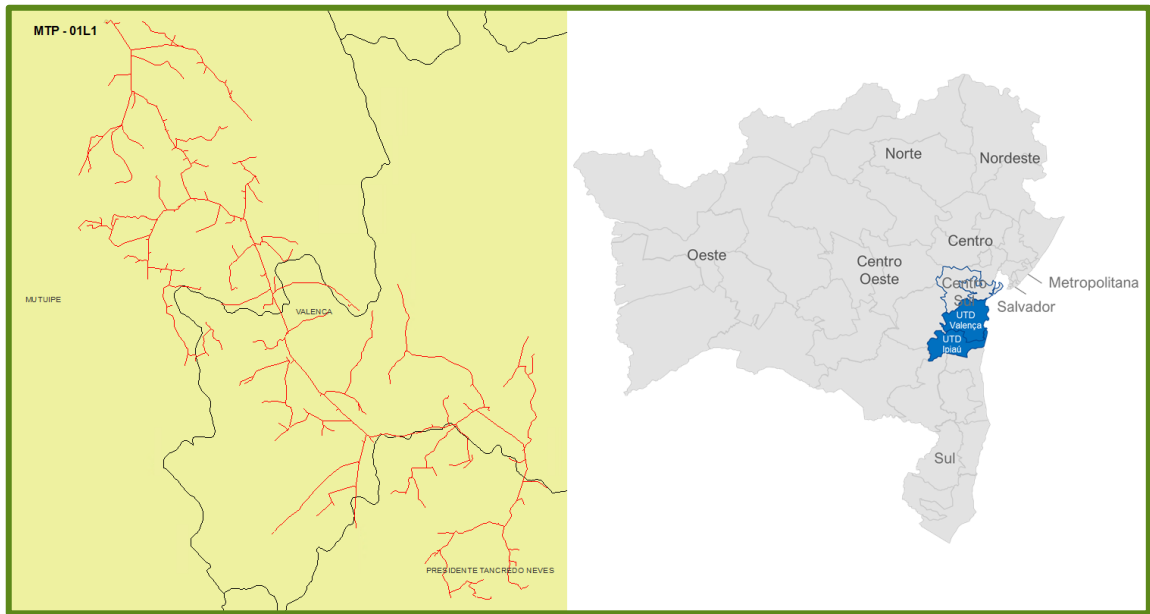 MTP - 01L1
MUTUIPE
VALENCA
PRESIDENTE TANCREDO NEVES
Norte
Nordeste
Oeste
Centro
Oeste
Centro
Metropolitana
Salvador
Centro
Sul
UTD
Valença
UTD
Ipiaú
Sul